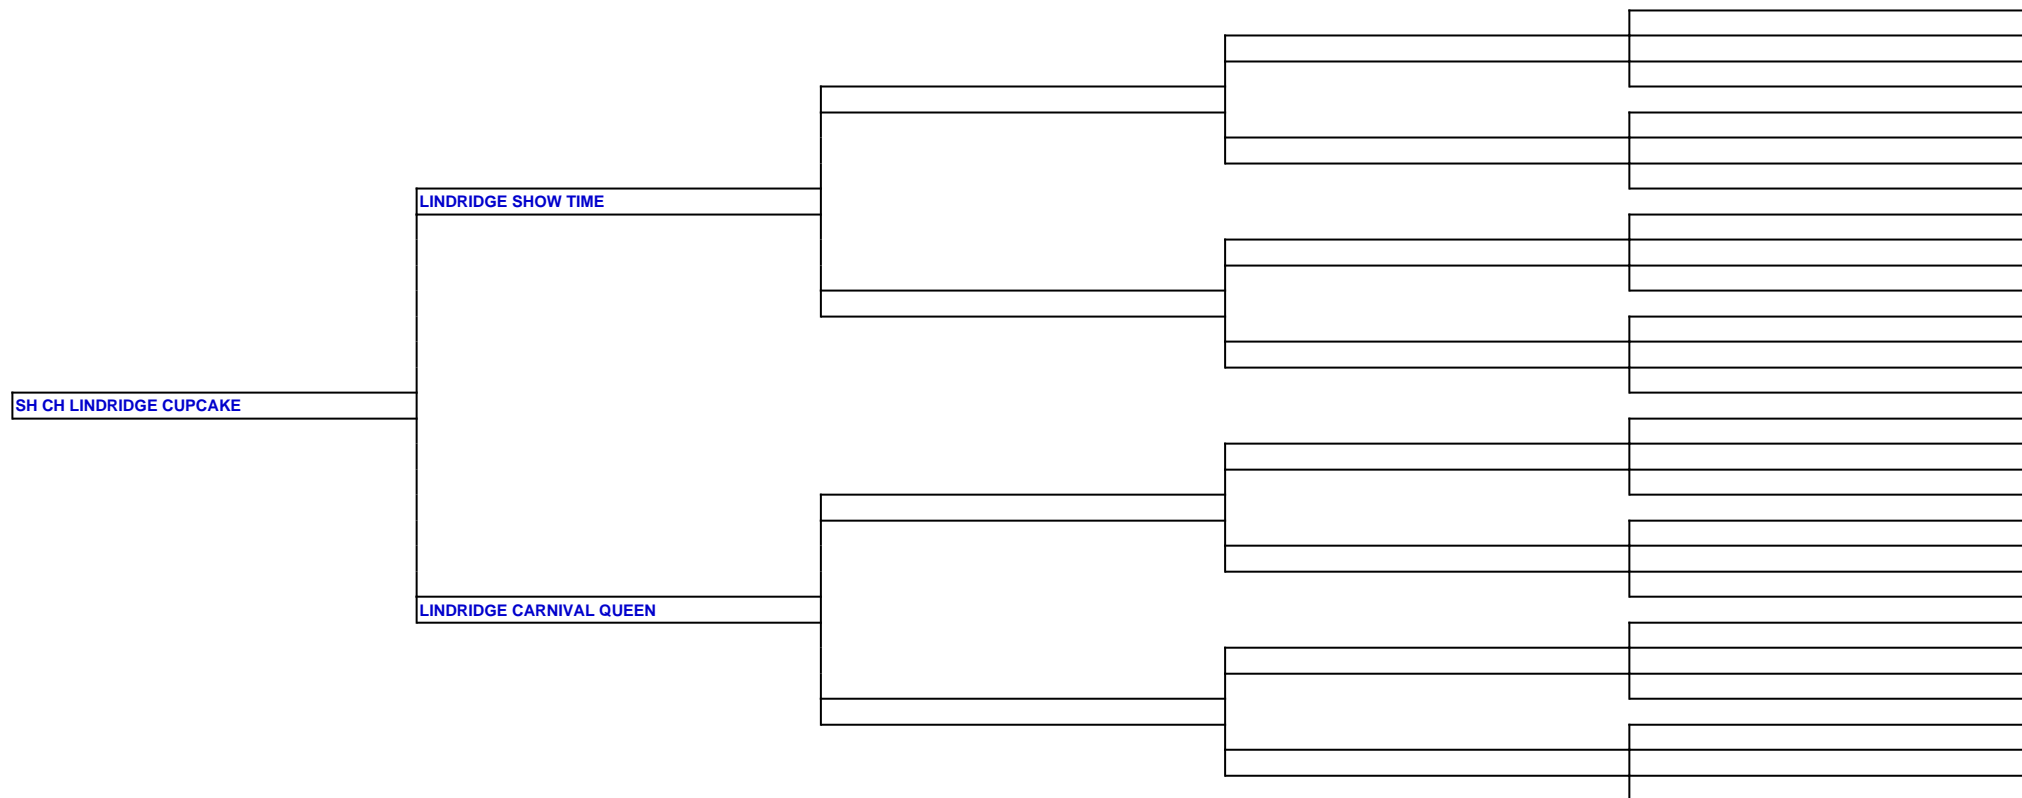 LINDRIDGE SHOW TIME
SH CH LINDRIDGE CUPCAKE
LINDRIDGE CARNIVAL QUEEN